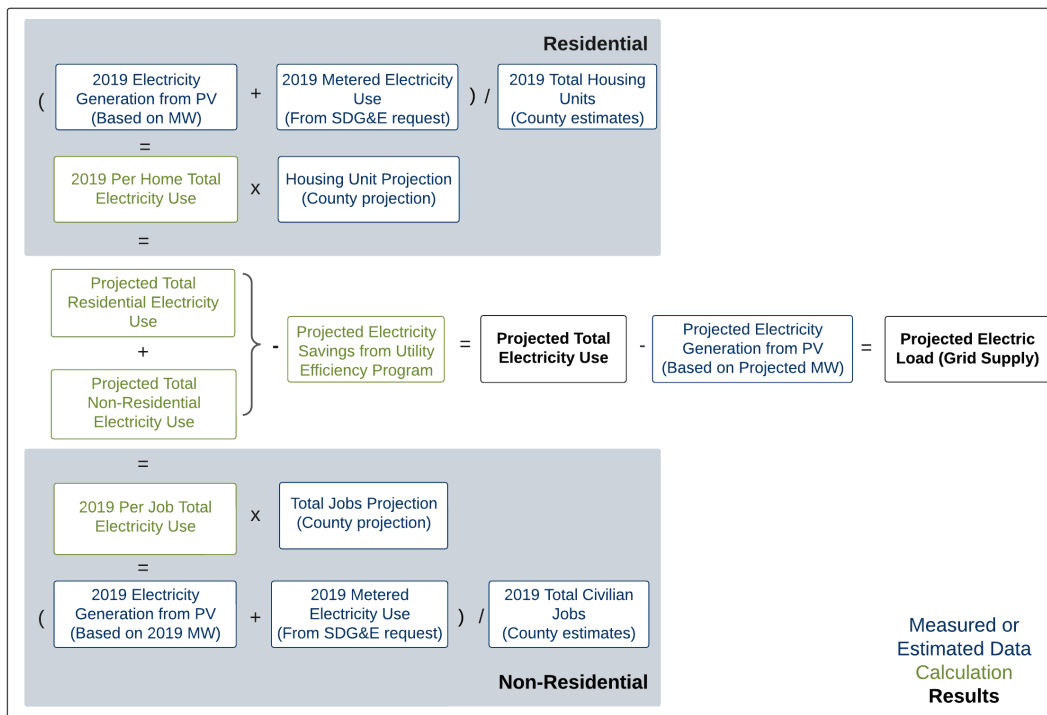 Residential
(
2019 Electricity
Generation from PV
(Based on MW)
+
2019 Metered Electricity
Use
(From SDG&E request)
) /
2019 Total Housing
Units
(County estimates)
=
2019 Per Home Total
Electricity Use
x
Housing Unit Projection
(County projection)
=
Projected Total
Residential Electricity
Use
+
Projected Total
Non-Residential
Electricity Use
-
Projected Electricity
Savings from Utility
Efficiency Program
=
Projected Total
Electricity Use
-
Projected Electricity
Generation from PV
(Based on Projected MW)
=
Projected Electric
Load (Grid Supply)
=
2019 Per Job Total
Electricity Use
x
Total Jobs Projection
(County projection)
=
(
2019 Electricity
Generation from PV
(Based on 2019 MW)
+
2019 Metered
Electricity Use
(From SDG&E request)
) /
2019 Total Civilian
Jobs
(County estimates)
Non-Residential
Measured or
Estimated Data
Calculation
Results